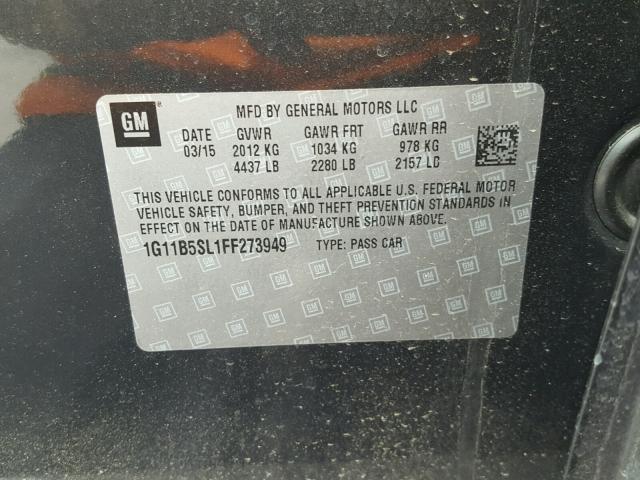 GM
MFD BY GENERAL MOTORS LLC
DATE GVWR GAWR FRT GAWR RR
03/15 2012 KG 1034 KG 978 KG
4437 LB 2280 LB 2157 LB
THIS VEHICLE CONFORMS TO ALL APPLICABLE U.S. FEDERAL MOTOR
VEHICLE SAFETY, BUMPER, AND THEFT PREVENTION STANDARDS IN
EFFECT ON THE DATE OF MANUFACTURE SHOWN ABOVE.
1G11B5SL1FF273949 TYPE: PASS CAR